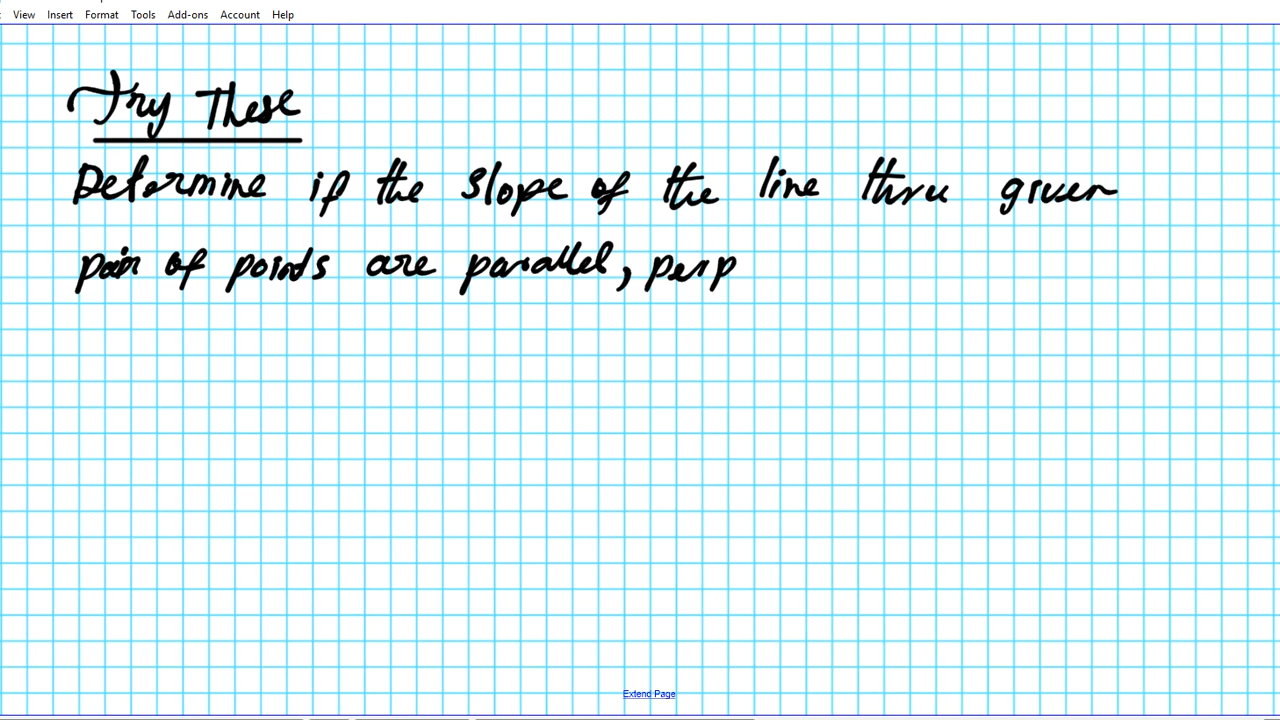 View Insert Format Tools Add-ons Account Help
Try These
Determine if the slope of the line thru given
pair of points are parallel, perp
Extend Page